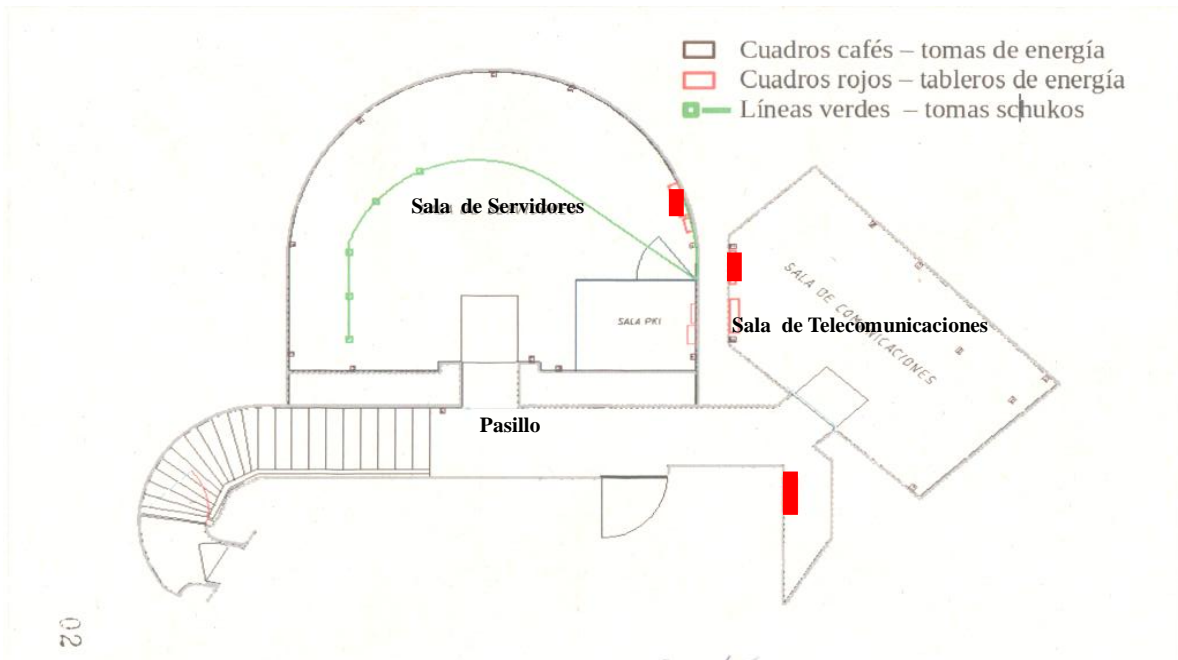 Cuadros cafés – tomas de energía
Cuadros rojos – tableros de energía
Líneas verdes – tomas schukos
Sala de Servidores
SALA DE COMUNICACIONES
SALA PKI
Sala de Telecomunicaciones
Pasillo
02